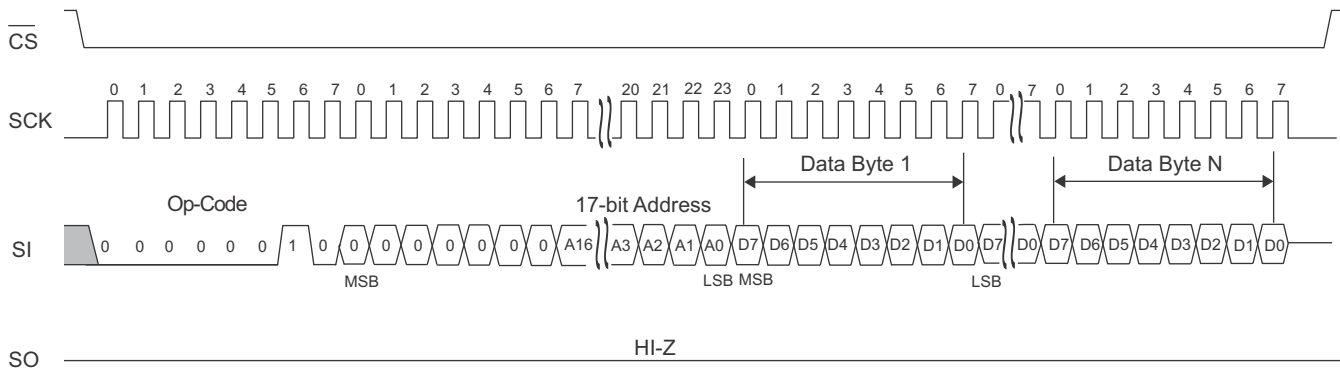 CS
SCK
0 1 2 3 4 5 6 7 0 1 2 3 4 5 6 7 20 21 22 23 0 1 2 3 4 5 6 7 0 7 0 1 2 3 4 5 6 7
Data Byte 1
Data Byte N
Op-Code
17-bit Address
SI
0 0 0 0 0 0 1 0 0 0 0 0 0 0 0 A16 A3 A2 A1 A0 D7 D6 D5 D4 D3 D2 D1 D0 D7 D0 D7 D6 D5 D4 D3 D2 D1 D0
MSB
LSB MSB
LSB
SO
HI-Z